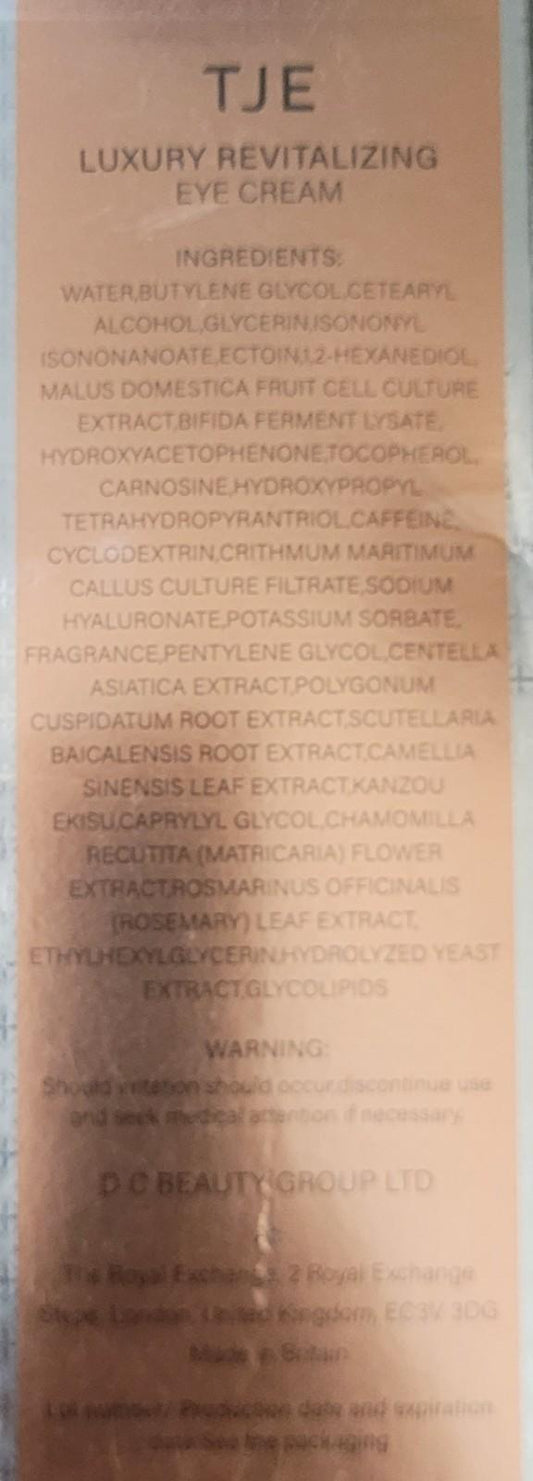 TJE
LUXURY REVITALIZING
EYE CREAM
INGREDIENTS:
WATER,BUTYLENE GLYCOL,CETEARYL
ALCOHOL,GLYCERIN,ISONONYL
ISONONANOATE,ECTOIN,1,2-HEXANEDIOL,
MALUS DOMESTICA FRUIT CELL CULTURE
EXTRACT,BIFIDA FERMENT LYSATE,
HYDROXYACETOPHENONE,TOCOPHEROL,
CARNOSINE,HYDROXYPROPYL
TETRAHYDROPYRANTRIOL,CAFFEINE,
CYCLODEXTRIN,CRITHMUM MARITIMUM
CALLUS CULTURE FILTRATE,SODIUM
HYALURONATE,POTASSIUM SORBATE,
FRAGRANCE,PENTYLENE GLYCOL,CENTELLA
ASIATICA EXTRACT,POLYGONUM
CUSPIDATUM ROOT EXTRACT,SCUTELLARIA
BAICALENSIS ROOT EXTRACT,CAMELLIA
SINENSIS LEAF EXTRACT,KANZOU
EKISU,CAPRYLYL GLYCOL,CHAMOMILLA
RECUTITA (MATRICARIA) FLOWER
EXTRACT,ROSMARINUS OFFICINALIS
(ROSEMARY) LEAF EXTRACT,
ETHYLHEXYLGLYCERIN,HYDROLYZED YEAST
EXTRACT,GLYCOLIPIDS
WARNING:
Should irritation should occur,discontinue use
and seek medical attention if necessary.
D C BEAUTY GROUP LTD
The Royal Exchange, 2 Royal Exchange
Steps, London, United Kingdom, EC3V 3DG
Made in Britain
Lot number/ Production date and expiration
date:See the packaging